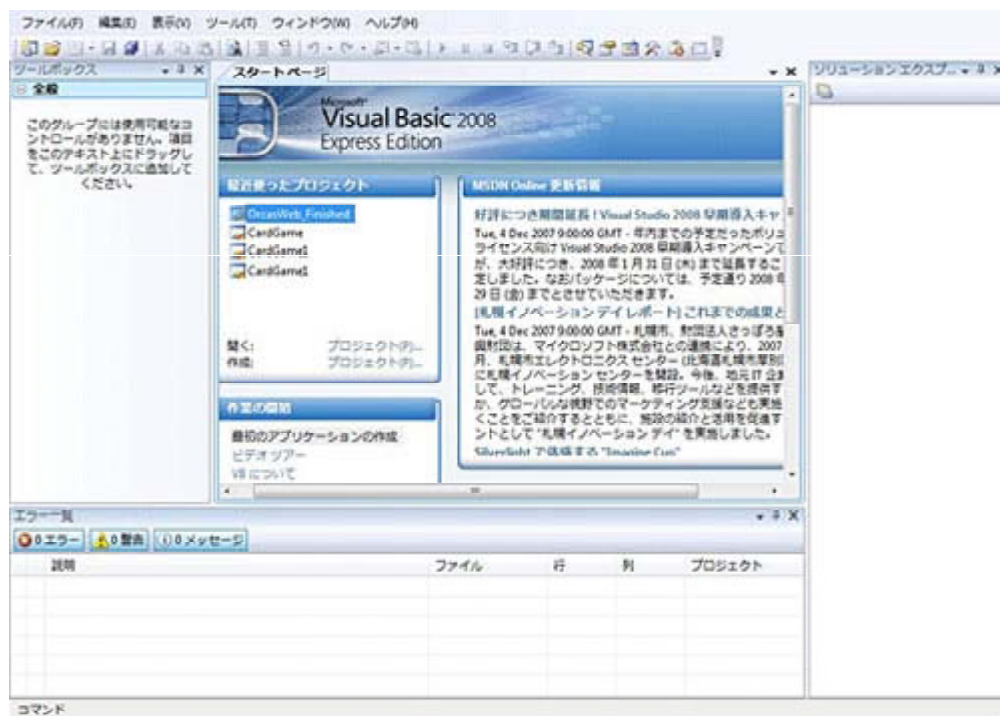 ファイル(F) 編集(E) 表示(V) ツール(T) ウィンドウ(W) ヘルプ(H)
ツールボックス
全般
このグループには使用可能なコ
ントロールがありません。項目
をこのテキスト上にドラッグし
て、ツールボックスに追加して
ください。
スタート ページ
Microsoft
Visual Basic 2008
Express Edition
最近使ったプロジェクト
OrcasWeb_Finished
CardGame
CardGame1
CardGame1
開く: プロジェクト(P)...
作成: プロジェクト(P)...
作業の開始
最初のアプリケーションの作成
ビデオ ツアー
VB について
MSDN Online 更新情報
好評につき期間延長 ! Visual Studio 2008 早期導入キャ
Tue, 4 Dec 2007 9:00:00 GMT - 年内までの予定だったボリュ
ライセンス向け Visual Studio 2008 早期導入キャンペーンで
が、大好評につき、2008 年 1 月 31 日 (木) まで延長するこ
定しました。なおパッケージについては、予定通り 2008 年
29 日 (金) までとさせていただきます。
[札幌イノベーション デイ レポート] これまでの成果と
Tue, 4 Dec 2007 9:00:00 GMT - 札幌市、財団法人さっぽろ産
興財団は、マイクロソフト株式会社との連携により、2007
月、札幌市エレクトロニクス センター (北海道札幌市厚別
に札幌イノベーション センターを開設。今後、地元 IT 企業
して、トレーニング、技術情報、移行ツールなどを提供す
か、グローバルな視野でのマーケティング支援なども実施
くことをご紹介するとともに、施設の紹介と活用を促進す
ントとして "札幌イノベーション デイ" を実施しました。
Silverlight で体感する "Imagine Cup"
ソリューション エクスプ...
エラー一覧
0 エラー 0 警告 0 メッセージ
説明 ファイル 行 列 プロジェクト
コマンド